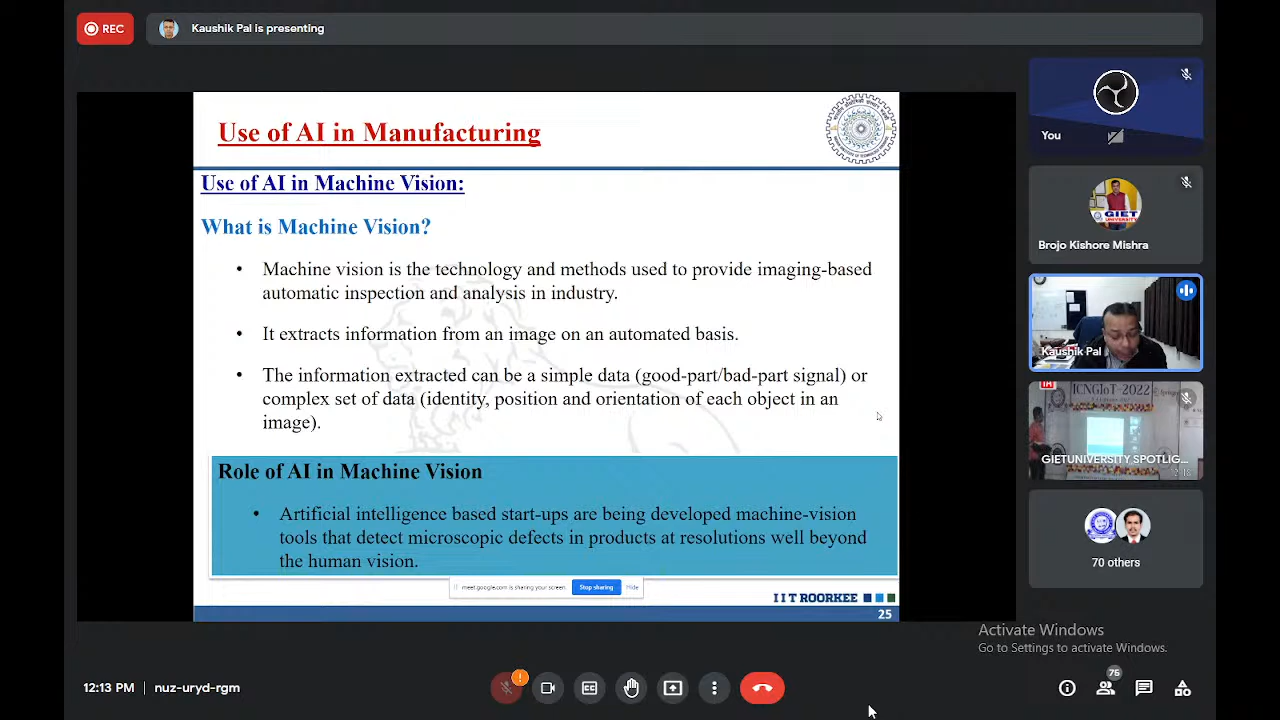 REC
Kaushik Pal is presenting
Use of AI in Manufacturing
Use of AI in Machine Vision:
What is Machine Vision?
• Machine vision is the technology and methods used to provide imaging-based
automatic inspection and analysis in industry.
• It extracts information from an image on an automated basis.
• The information extracted can be a simple data (good-part/bad-part signal) or
complex set of data (identity, position and orientation of each object in an
image).
Role of AI in Machine Vision
• Artificial intelligence based start-ups are being developed machine-vision
tools that detect microscopic defects in products at resolutions well beyond
the human vision.
meet.google.com is sharing your screen.
Stop sharing
Hide
IIT ROORKEE
25
You
GIET
UNIVERSITY
Brojo Kishore Mishra
Kaushik Pal
ICNGIoT-2022
GIETUNIVERSITY SPOTLIG...
70 others
Activate Windows
Go to Settings to activate Windows.
12:13 PM | nuz-uryd-rgm
CC
75